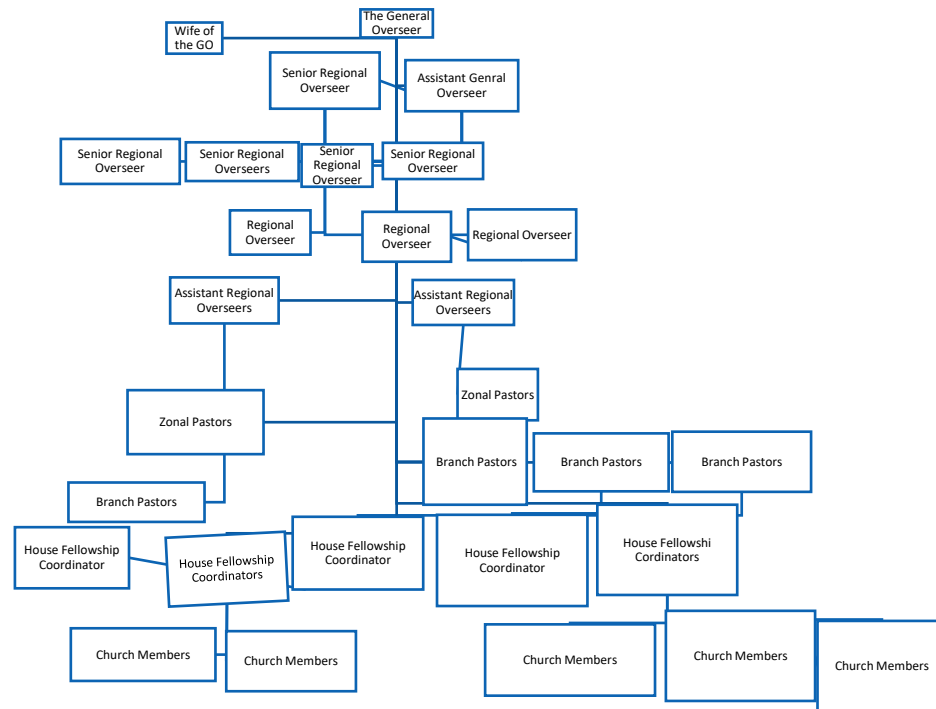 The General
Overseer
Wife of
the GO
Senior Regional
Overseer
Assistant Genral
Overseer
Senior Regional
Overseer
Senior Regional
Overseers
Senior
Regional
Overseer
Senior Regional
Overseer
Regional
Overseer
Regional
Overseer
Regional Overseer
Assistant Regional
Overseers
Assistant Regional
Overseers
Zonal Pastors
Zonal Pastors
Branch Pastors
Branch Pastors
Branch Pastors
Branch Pastors
House Fellowship
Coordinator
House Fellowship
Coordinators
House Fellowship
Coordinator
House Fellowship
Coordinator
House Fellowshi
Cordinators
Church Members
Church Members
Church Members
Church Members
Church Members